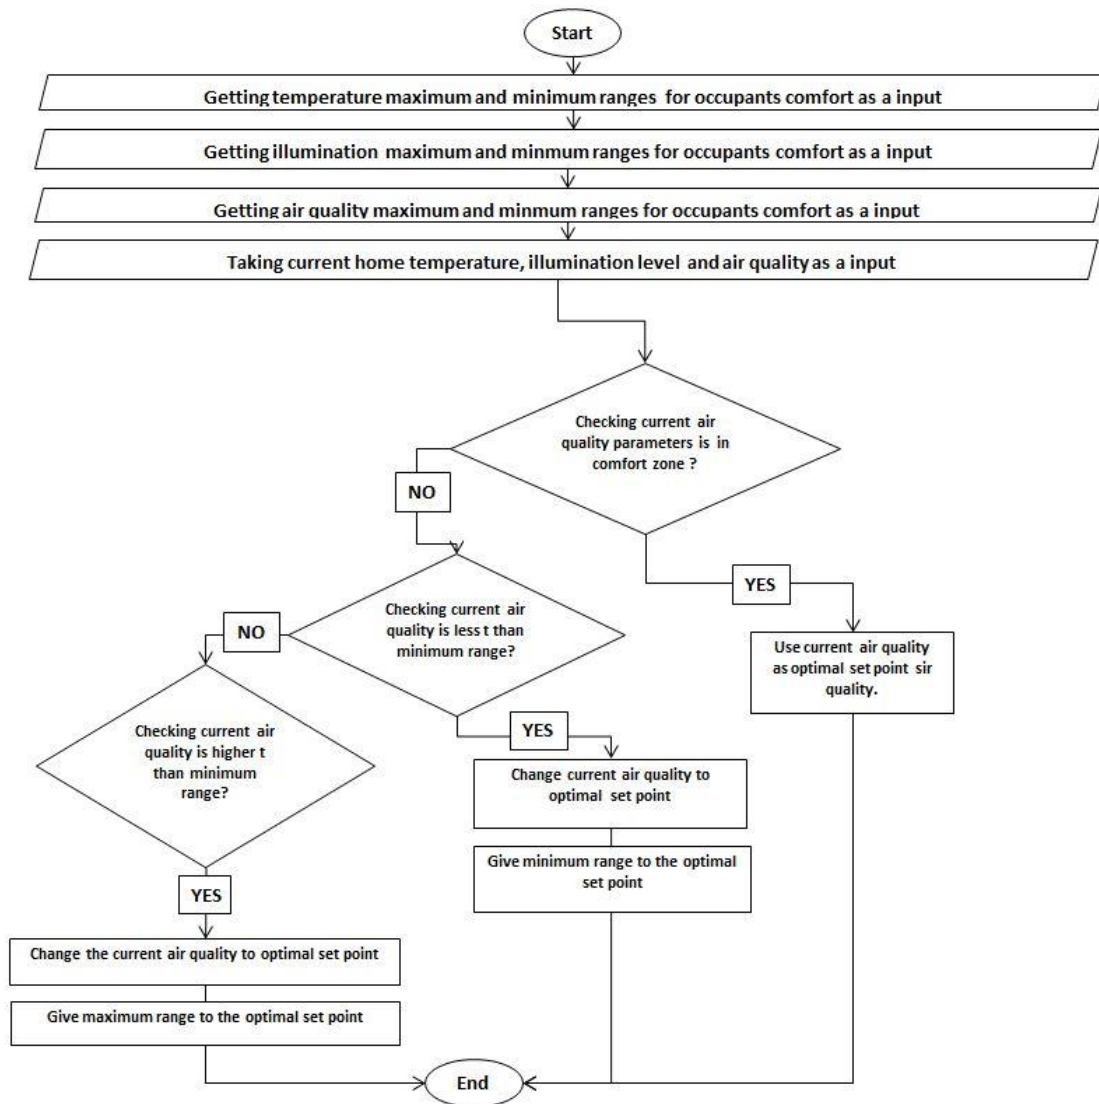 Start
Getting temperature maximum and minimum ranges for occupants comfort as a input
Getting illumination maximum and minmum ranges for occupants comfort as a input
Getting air quality maximum and minmum ranges for occupants comfort as a input
Taking current home temperature, illumination level and air quality as a input
Checking current air
quality parameters is in
comfort zone ?
NO
YES
Checking current air
quality is less t than
minimum range?
NO
Use current air quality
as optimal set point sir
quality.
Checking current air
quality is higher t
than minimum
range?
YES
Change current air quality to
optimal set point
Give minimum range to the optimal
set point
YES
Change the current air quality to optimal set point
Give maximum range to the optimal set point
End